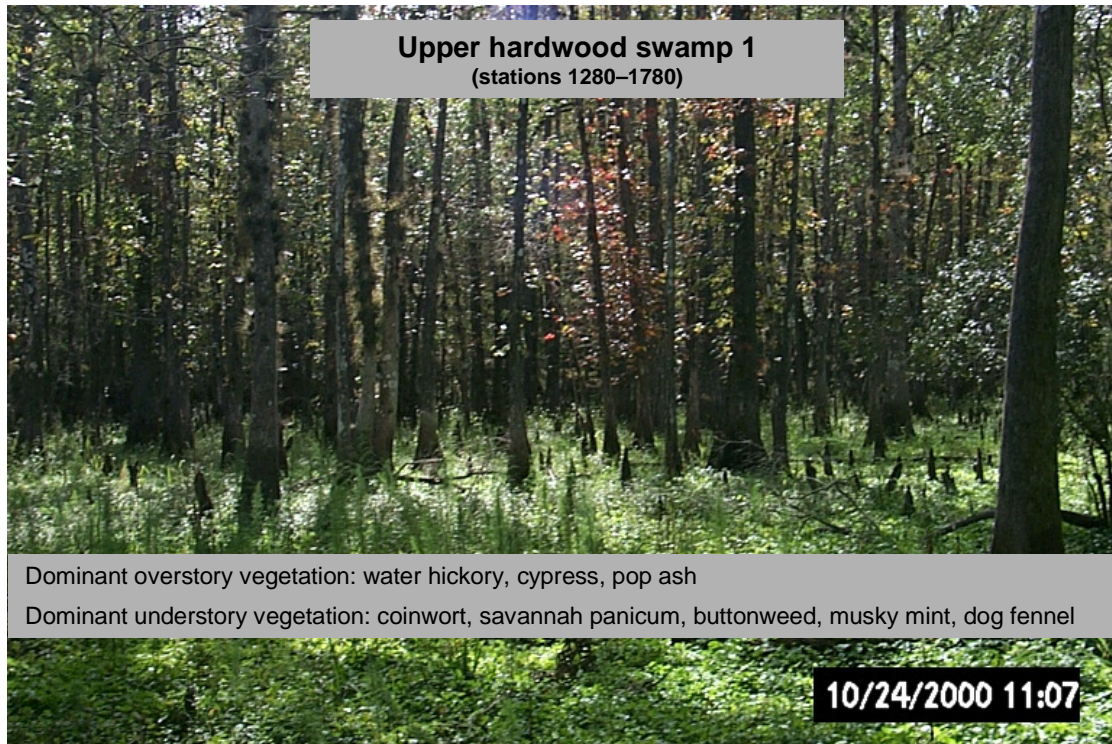 Upper hardwood swamp 1
(stations 1280–1780)
Dominant overstory vegetation: water hickory, cypress, pop ash
Dominant understory vegetation: coinwort, savannah panicum, buttonweed, musky mint, dog fennel
10/24/2000 11:07